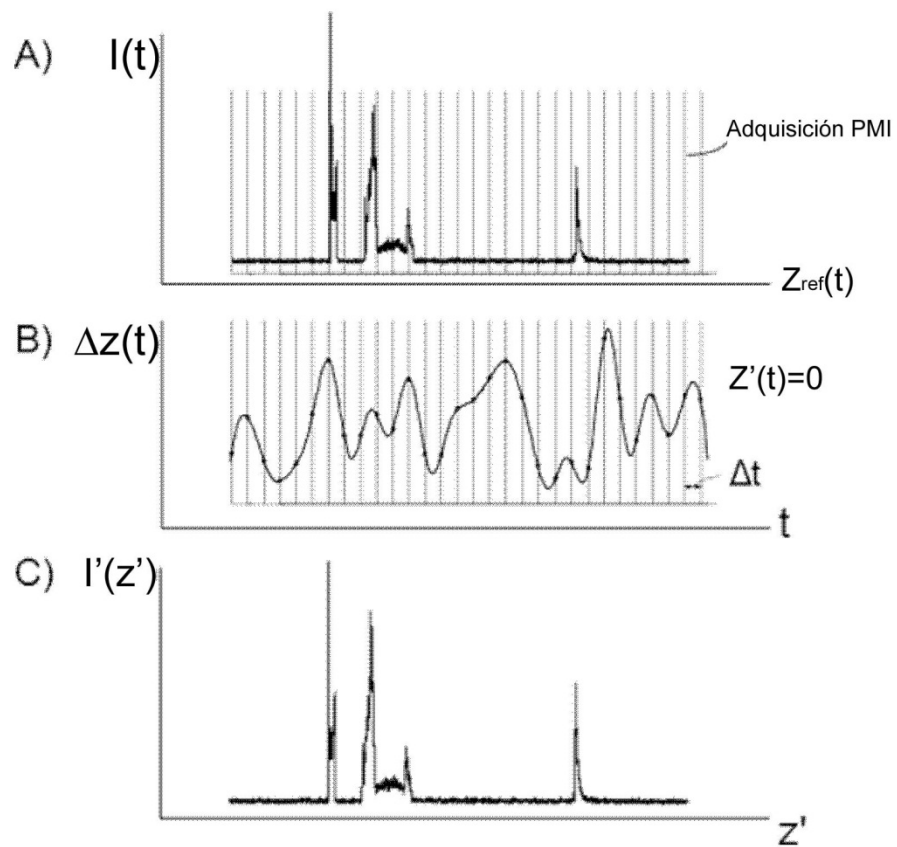 A) I(t)
Adquisición PMI
Zref(t)
B) Δz(t)
Z’(t)=0
Δt
t
C) I’(z’)
z'